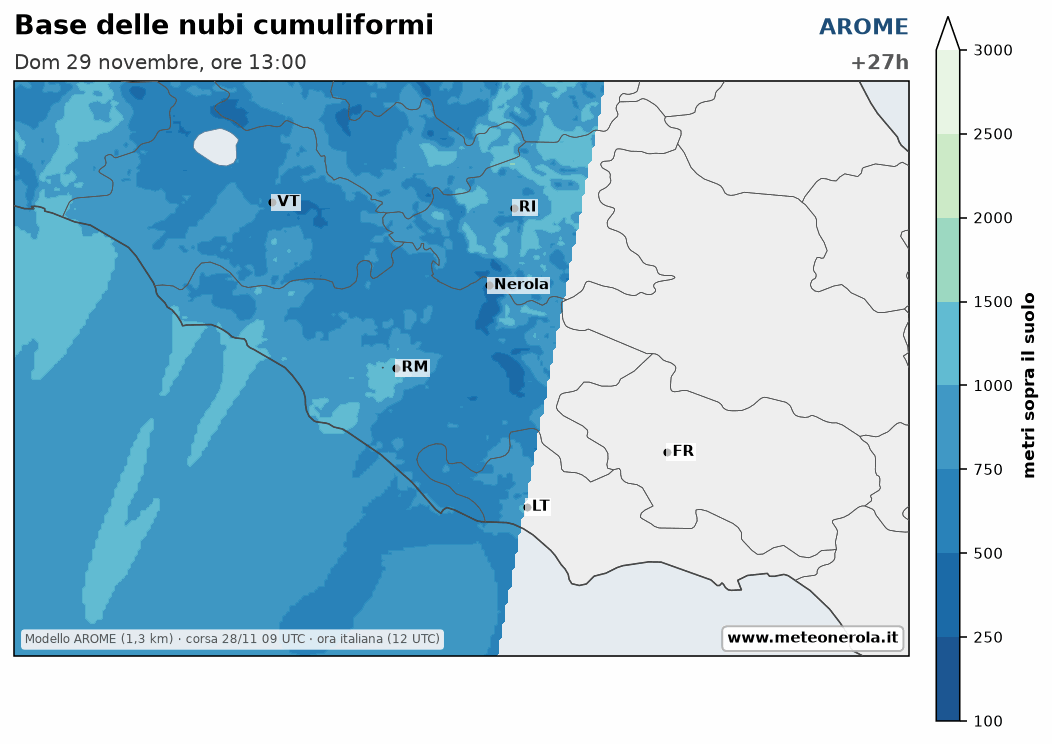 Base delle nubi cumuliformi
AROME
Dom 29 novembre, ore 13:00
+27h
3000
2500
2000
1500
1000
750
500
250
100
metri sopra il suolo
VT
RI
Nerola
RM
FR
LT
Modello AROME (1,3 km) · corsa 28/11 09 UTC · ora italiana (12 UTC)
www.meteonerola.it